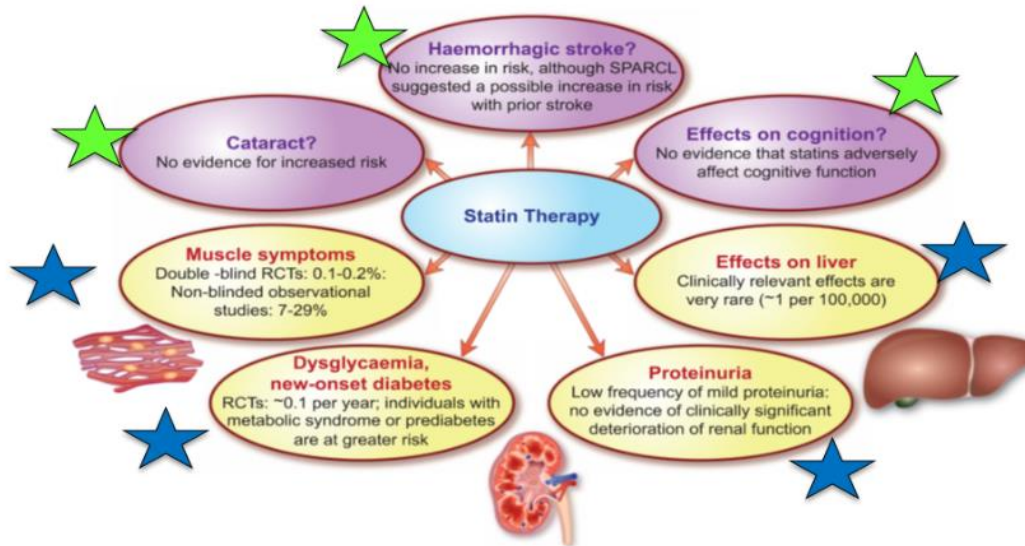 Haemorrhagic stroke?
No increase in risk, although SPARCL
suggested a possible increase in risk
with prior stroke
Cataract?
No evidence for increased risk
Effects on cognition?
No evidence that statins adversely
affect cognitive function
Statin Therapy
Muscle symptoms
Double -blind RCTs: 0.1-0.2%:
Non-blinded observational
studies: 7-29%
Effects on liver
Clinically relevant effects are
very rare (~1 per 100,000)
Dysglycaemia,
new-onset diabetes
RCTs: ~0.1 per year; individuals with
metabolic syndrome or prediabetes
are at greater risk
Proteinuria
Low frequency of mild proteinuria:
no evidence of clinically significant
deterioration of renal function